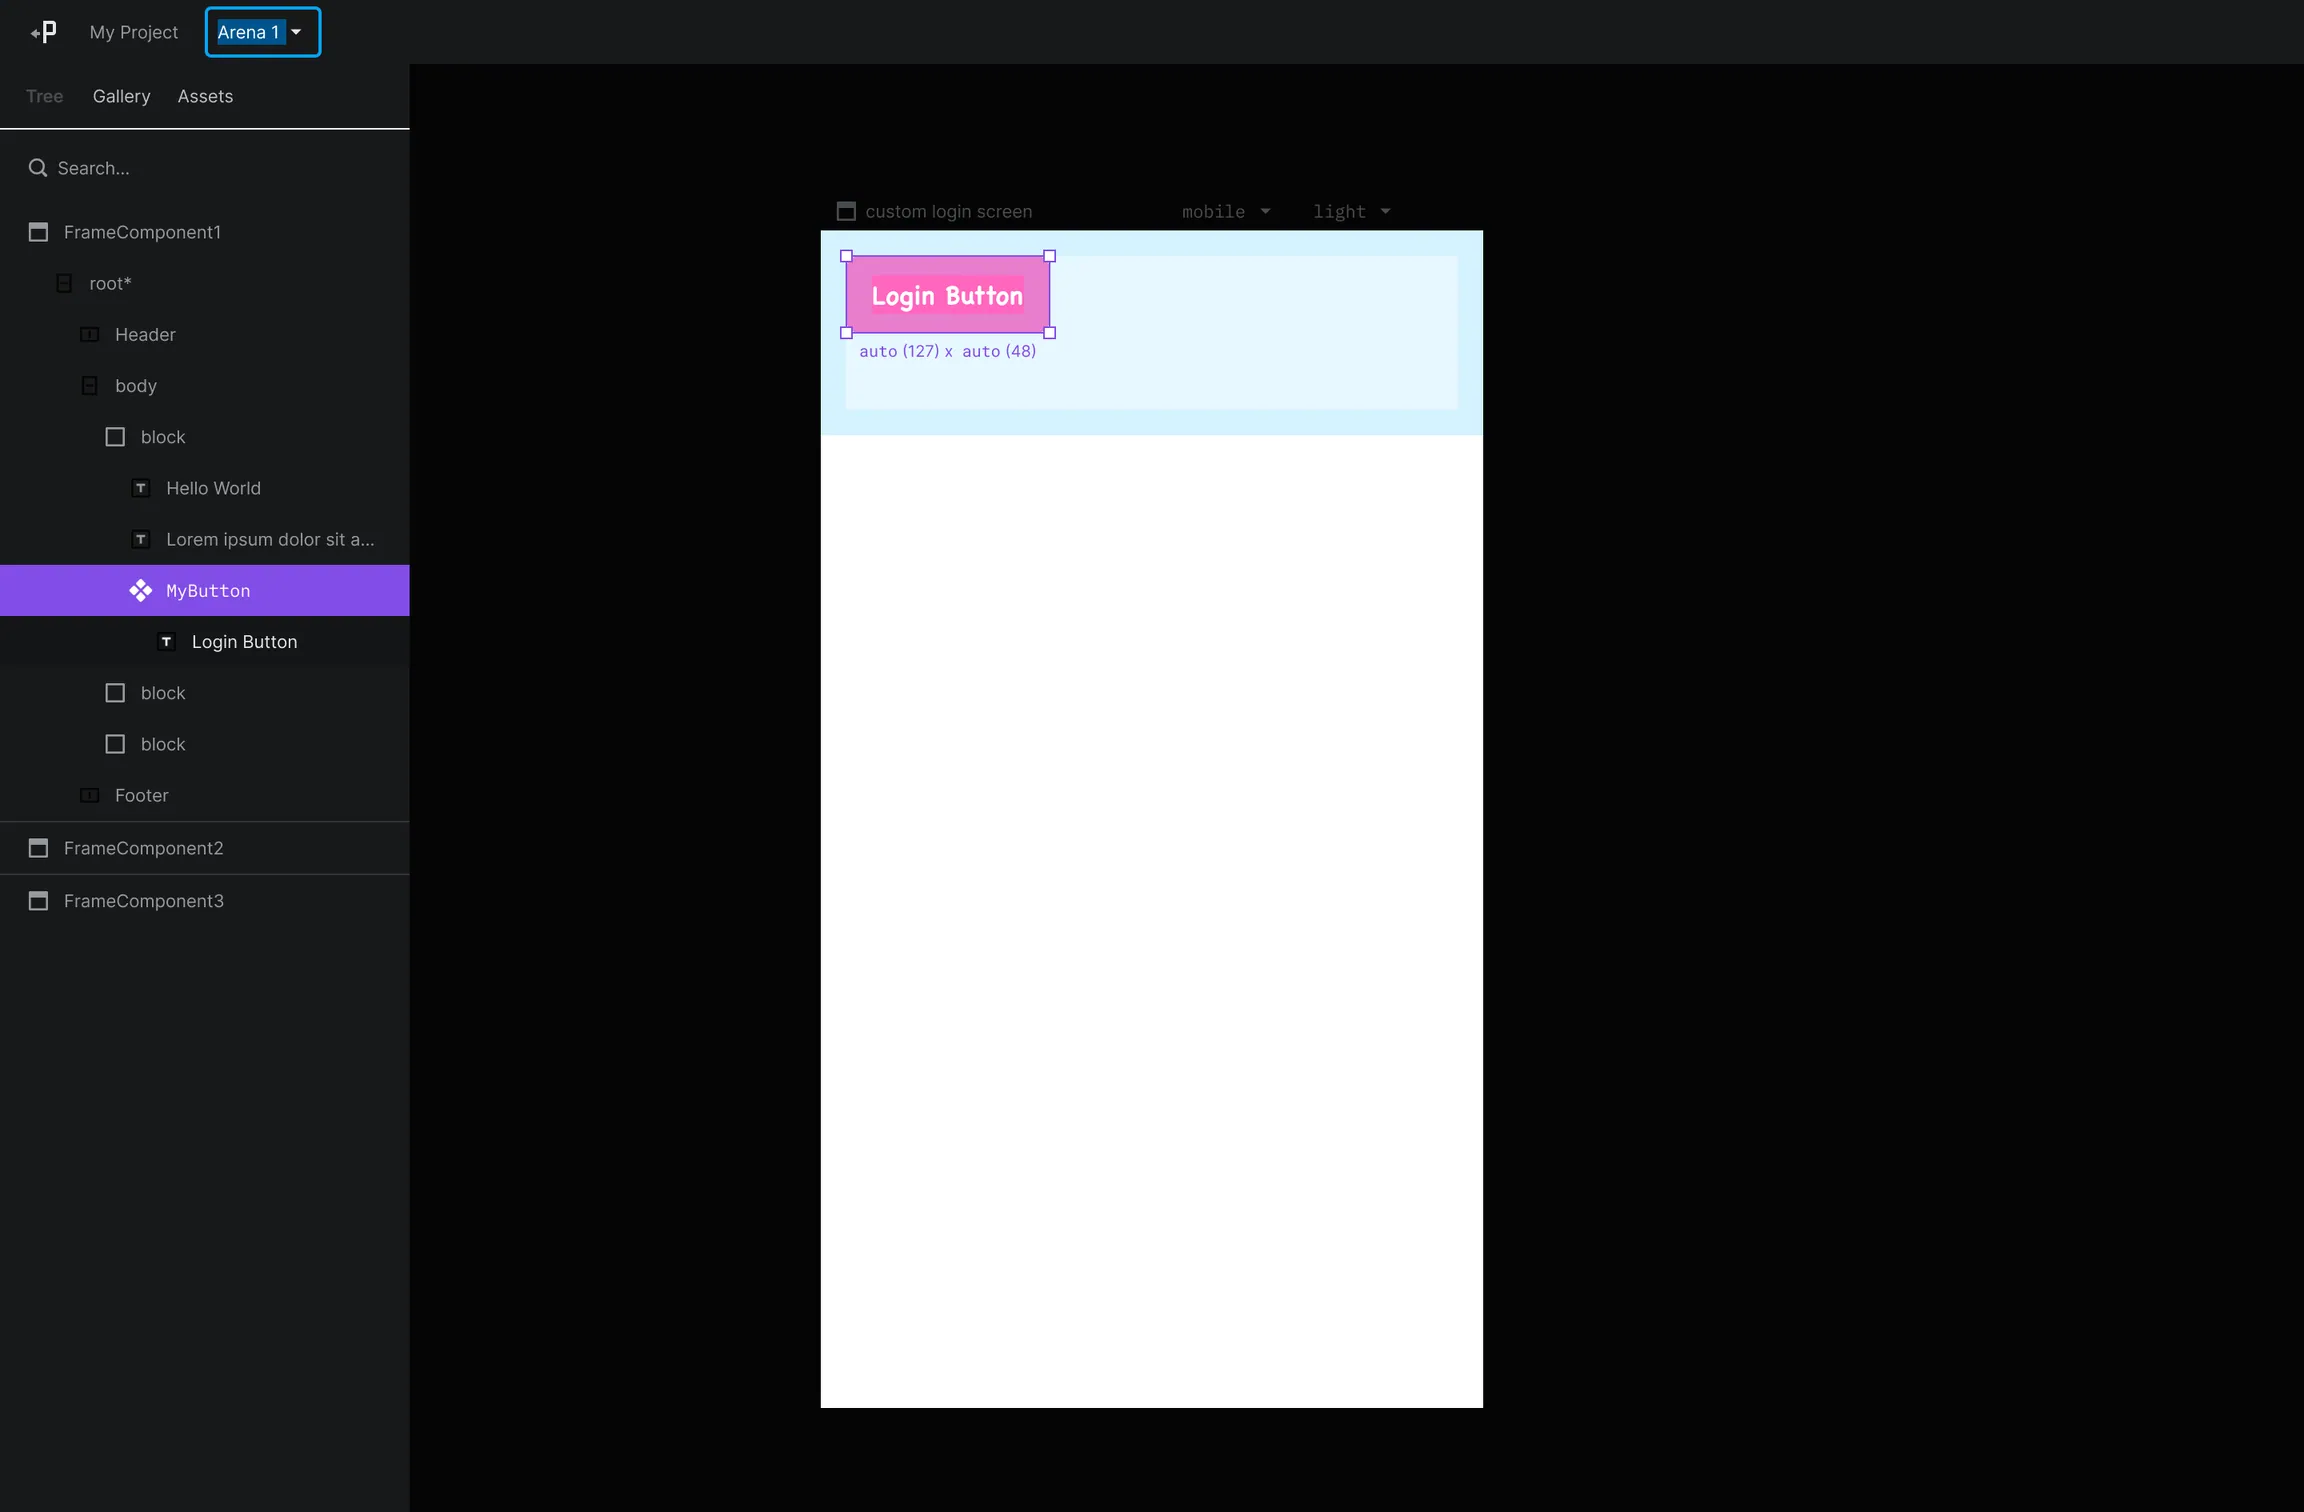 P
My Project
Arena 1
Tree Gallery Assets
Search...
FrameComponent1
root*
Header
body
block
Hello World
Lorem ipsum dolor sit a...
MyButton
Login Button
block
block
Footer
FrameComponent2
FrameComponent3
custom login screen mobile light
Login Button
auto (127) x auto (48)